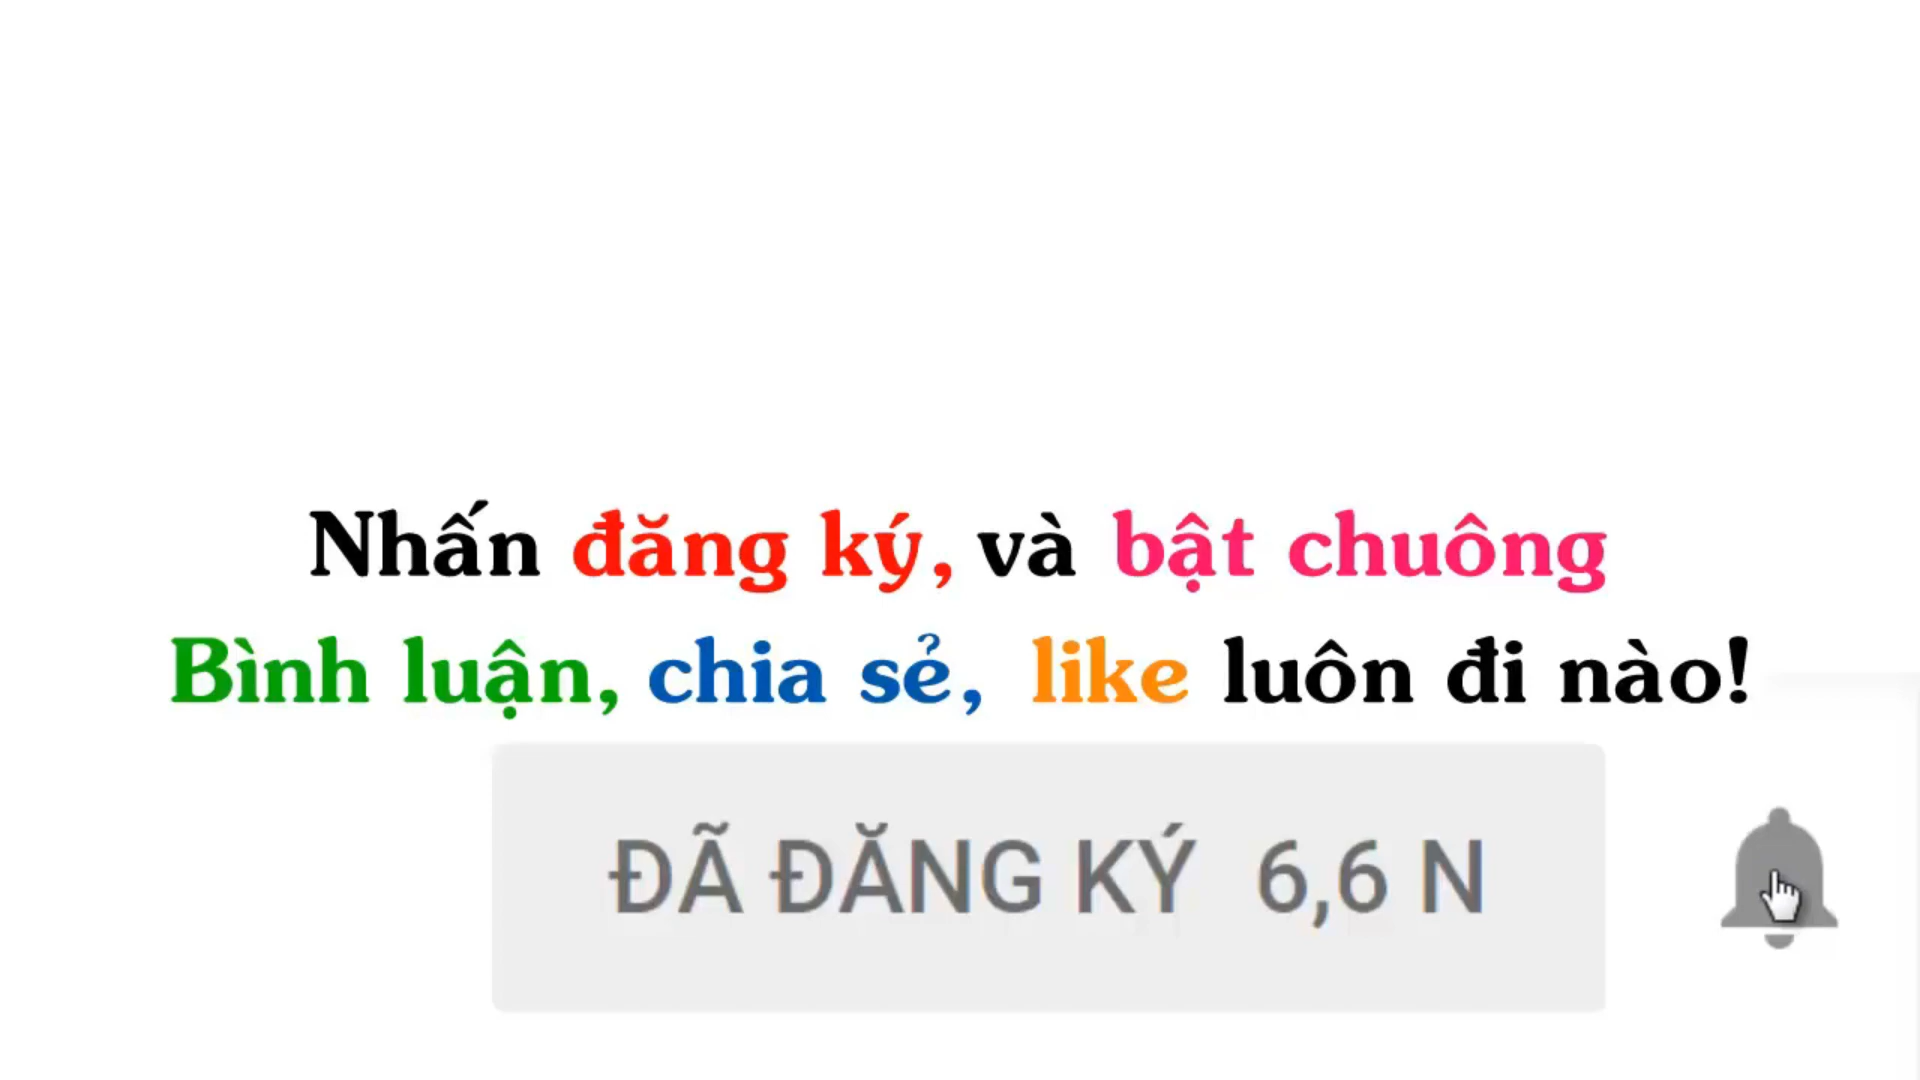 Nhấn đăng ký, và bật chuông
Bình luận, chia sẻ, like luôn đi nào!
ĐÃ ĐĂNG KÝ 6,6 N